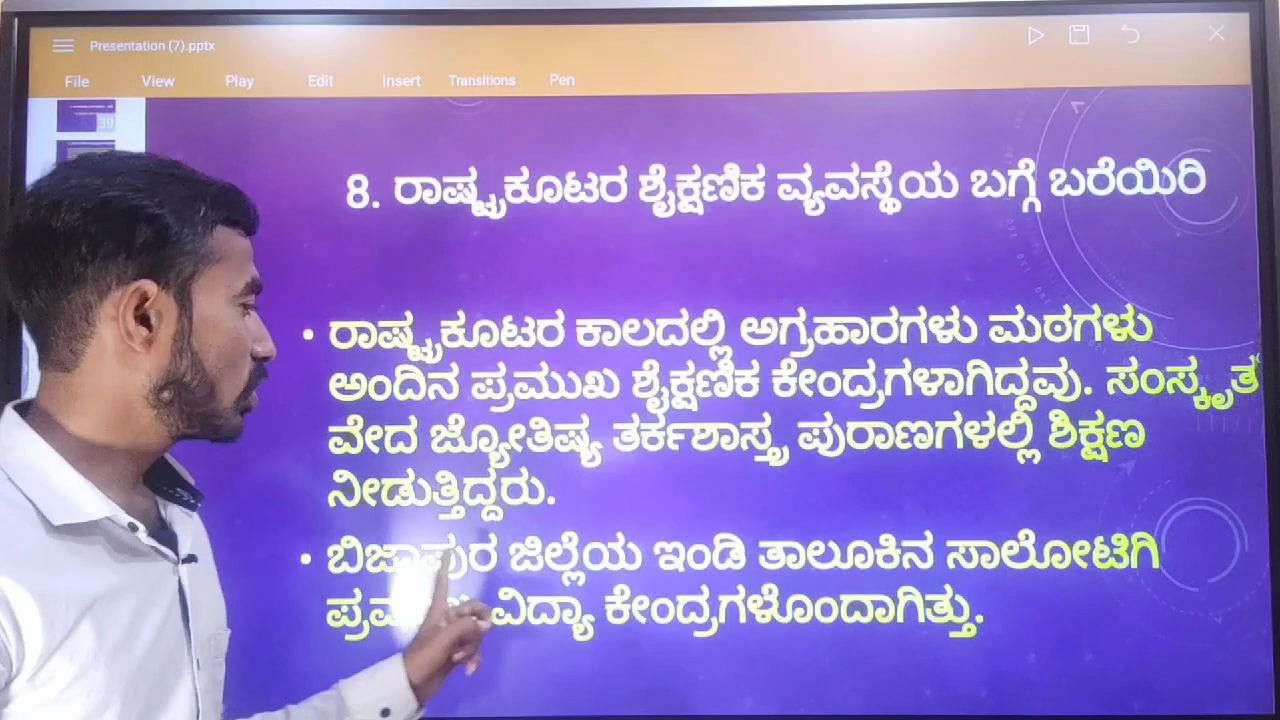 Presentation (7).pptx
File View Play Edit Insert Transitions Pen
39
8. ರಾಷ್ಟ್ರಕೂಟರ ಶೈಕ್ಷಣಿಕ ವ್ಯವಸ್ಥೆಯ ಬಗ್ಗೆ ಬರೆಯಿರಿ
• ರಾಷ್ಟ್ರಕೂಟರ ಕಾಲದಲ್ಲಿ ಅಗ್ರಹಾರಗಳು ಮಠಗಳು
ಅಂದಿನ ಪ್ರಮುಖ ಶೈಕ್ಷಣಿಕ ಕೇಂದ್ರಗಳಾಗಿದ್ದವು. ಸಂಸ್ಕೃತ
ವೇದ ಜ್ಯೋತಿಷ್ಯ ತರ್ಕಶಾಸ್ತ್ರ ಪುರಾಣಗಳಲ್ಲಿ ಶಿಕ್ಷಣ
ನೀಡುತ್ತಿದ್ದರು.
• ಬಿಜಾಪುರ ಜಿಲ್ಲೆಯ ಇಂಡಿ ತಾಲೂಕಿನ ಸಾಲೋಟಿಗಿ
ವಿದ್ಯಾ ಕೇಂದ್ರಗಳೊಂದಾಗಿತ್ತು.